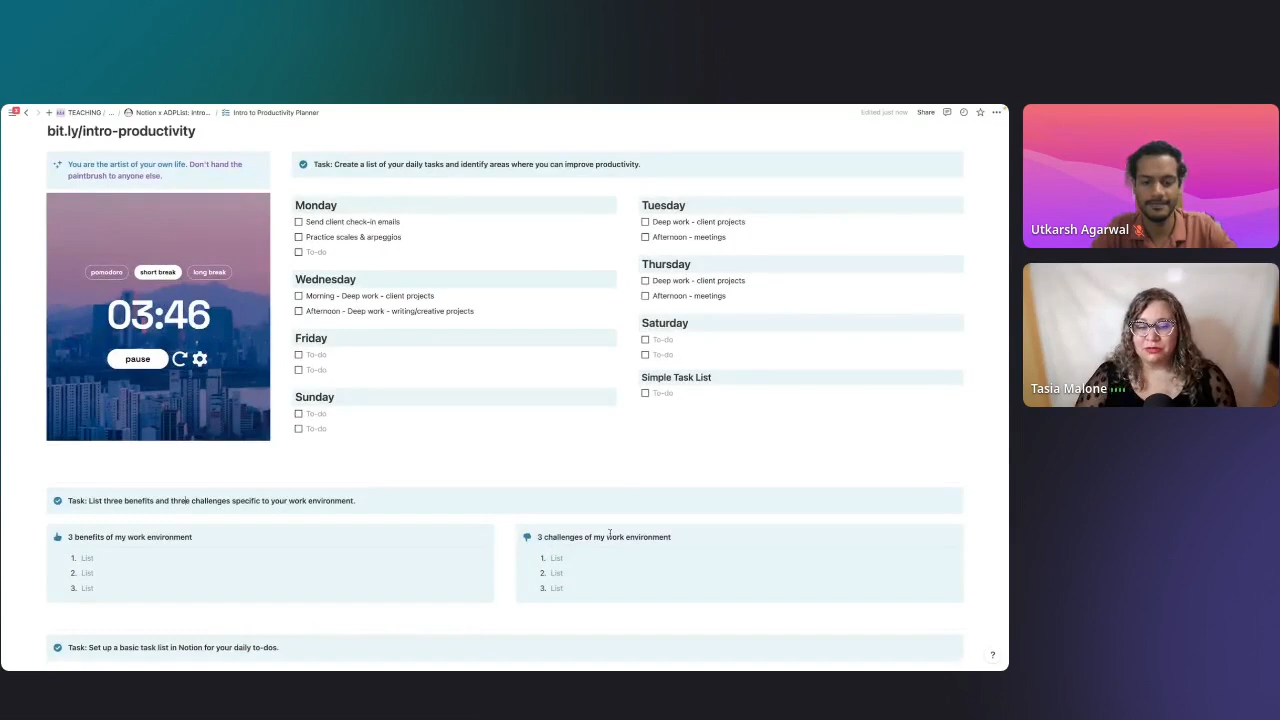 TEACHING / ... / Notion x ADPList: Intro... / Intro to Productivity Planner
Edited just now Share
bit.ly/intro-productivity
You are the artist of your own life. Don't hand the
paintbrush to anyone else.
pomodoro short break long break
03:46
pause
Task: Create a list of your daily tasks and identify areas where you can improve productivity.
Monday
Send client check-in emails
Practice scales & arpeggios
To-do
Wednesday
Morning - Deep work - client projects
Afternoon - Deep work - writing/creative projects
Friday
To-do
To-do
Sunday
To-do
To-do
Tuesday
Deep work - client projects
Afternoon - meetings
Thursday
Deep work - client projects
Afternoon - meetings
Saturday
To-do
To-do
Simple Task List
To-do
Task: List three benefits and three challenges specific to your work environment.
3 benefits of my work environment
1. List
2. List
3. List
3 challenges of my work environment
1. List
2. List
3. List
Task: Set up a basic task list in Notion for your daily to-dos.
?
Utkarsh Agarwal
Tasia Malone